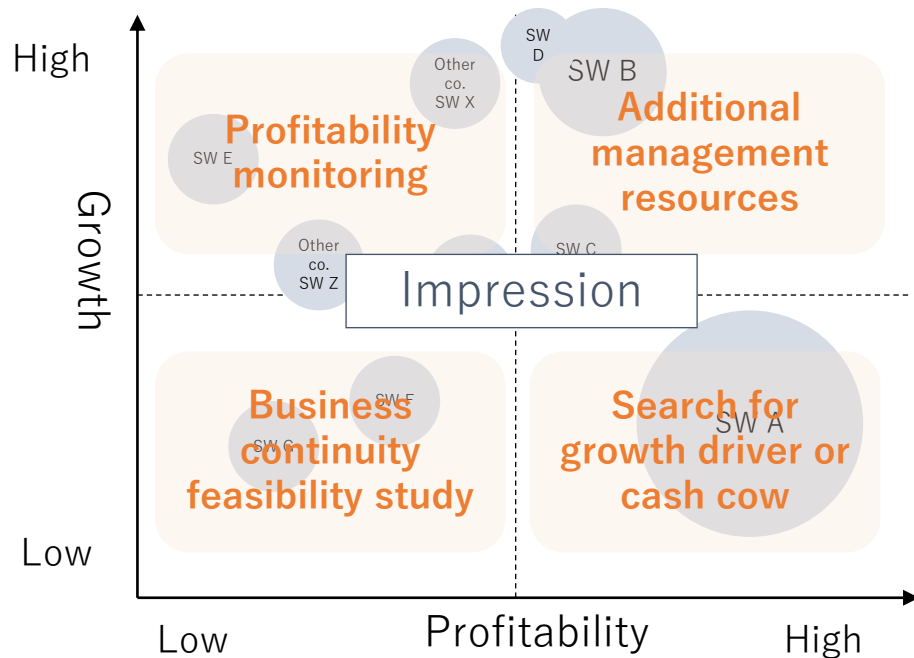 High
Growth
Low
SW
D
SW B
Other
co.
SW X
SW E
Profitability
monitoring
Additional
management
resources
Other
co.
SW Z
SW C
Impression
SW F
SW G
Business
continuity
feasibility study
SW A
Search for
growth driver or
cash cow
Low
Profitability
High